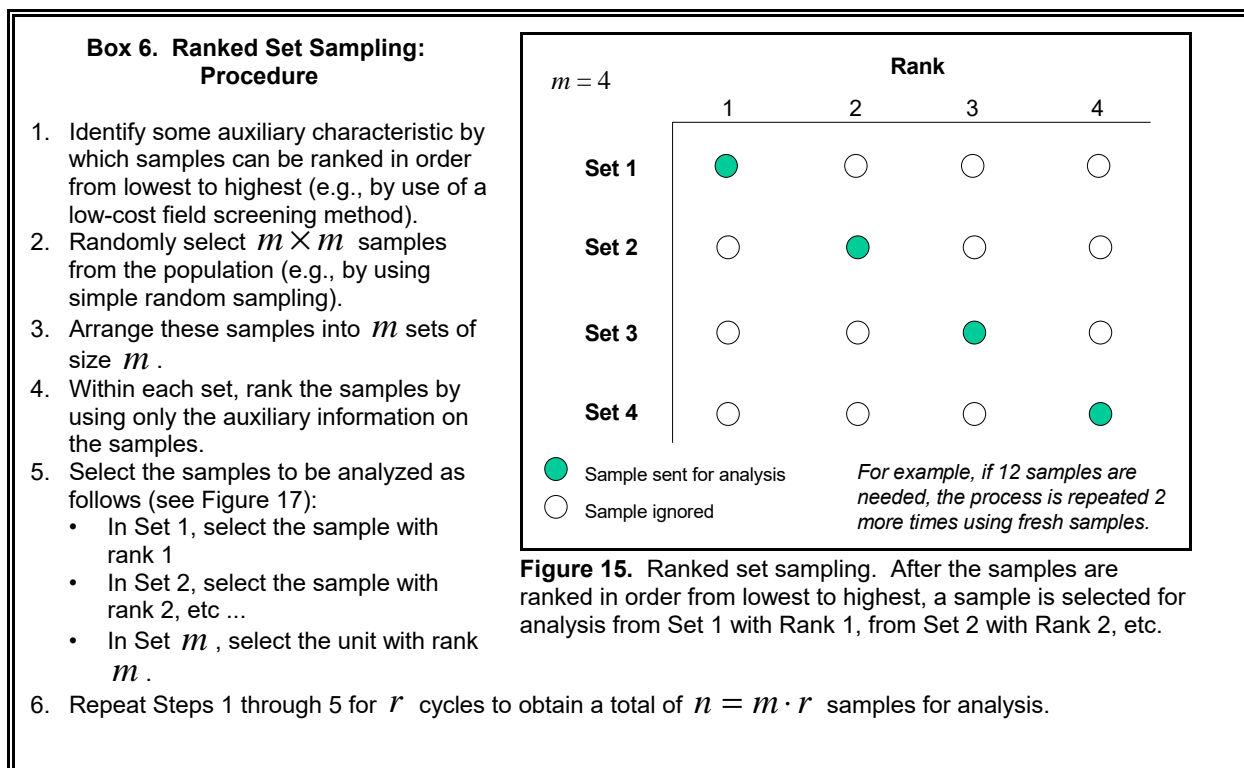 Box 6. Ranked Set Sampling:
Procedure
1. Identify some auxiliary characteristic by
which samples can be ranked in order
from lowest to highest (e.g., by use of a
low-cost field screening method).
2. Randomly select m × m samples
from the population (e.g., by using
simple random sampling).
3. Arrange these samples into m sets of
size m .
4. Within each set, rank the samples by
using only the auxiliary information on
the samples.
5. Select the samples to be analyzed as
follows (see Figure 17):
• In Set 1, select the sample with
rank 1
• In Set 2, select the sample with
rank 2, etc ...
• In Set m , select the unit with rank
m .
m = 4
Rank
1 2 3 4
Set 1
Set 2
Set 3
Set 4
Sample sent for analysis
Sample ignored
For example, if 12 samples are
needed, the process is repeated 2
more times using fresh samples.
Figure 15. Ranked set sampling. After the samples are
ranked in order from lowest to highest, a sample is selected for
analysis from Set 1 with Rank 1, from Set 2 with Rank 2, etc.
6. Repeat Steps 1 through 5 for r cycles to obtain a total of n = m · r samples for analysis.